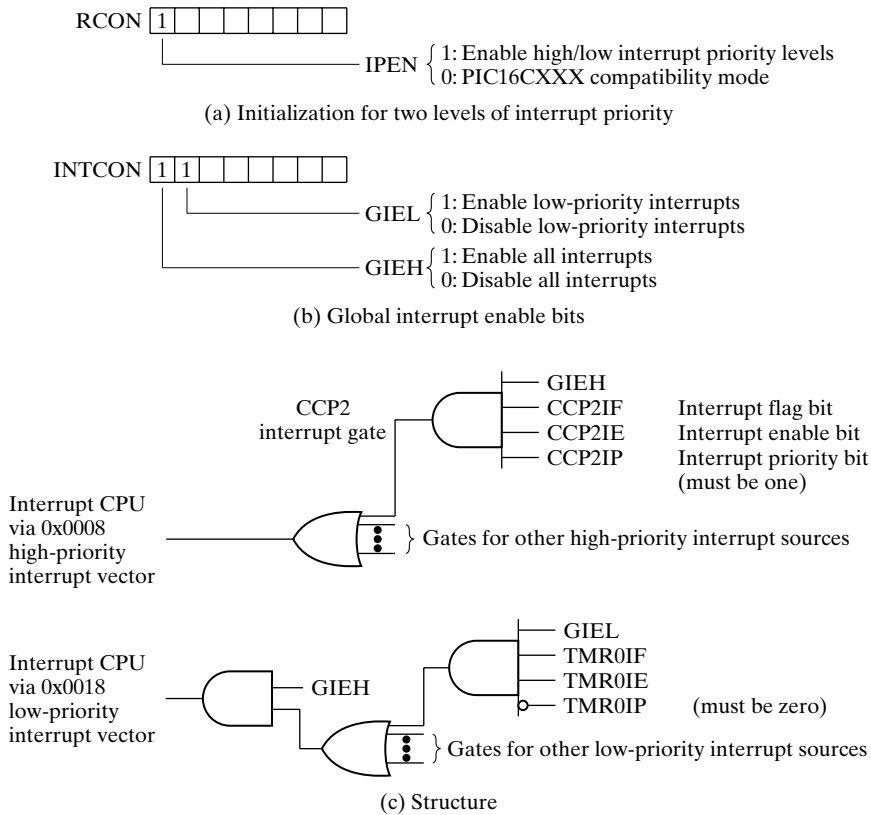 RCON 1
IPEN
1: Enable high/low interrupt priority levels
0: PIC16CXXX compatibility mode
(a) Initialization for two levels of interrupt priority
INTCON 1 1
GIEL
1: Enable low-priority interrupts
0: Disable low-priority interrupts
GIEH
1: Enable all interrupts
0: Disable all interrupts
(b) Global interrupt enable bits
CCP2
interrupt gate
GIEH
CCP2IF Interrupt flag bit
CCP2IE Interrupt enable bit
CCP2IP Interrupt priority bit
(must be one)
Interrupt CPU
via 0x0008
high-priority
interrupt vector
Gates for other high-priority interrupt sources
GIEL
TMR0IF
TMR0IE
TMR0IP (must be zero)
Interrupt CPU
via 0x0018
low-priority
interrupt vector
GIEH
Gates for other low-priority interrupt sources
(c) Structure